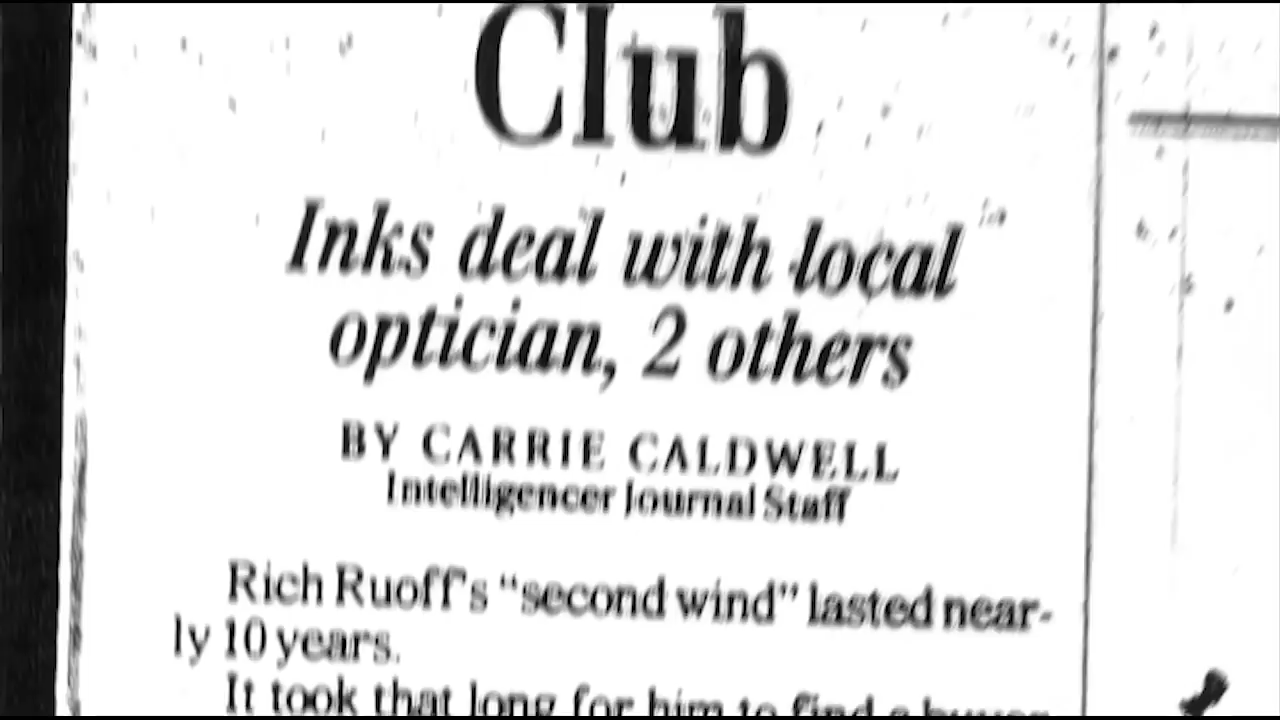 Club
Inks deal with local
optician, 2 others
BY CARRIE CALDWELL
Intelligencer Journal Staff
Rich Ruoff's "second wind" lasted near-
ly 10 years.
It took that long for him to find a buyer